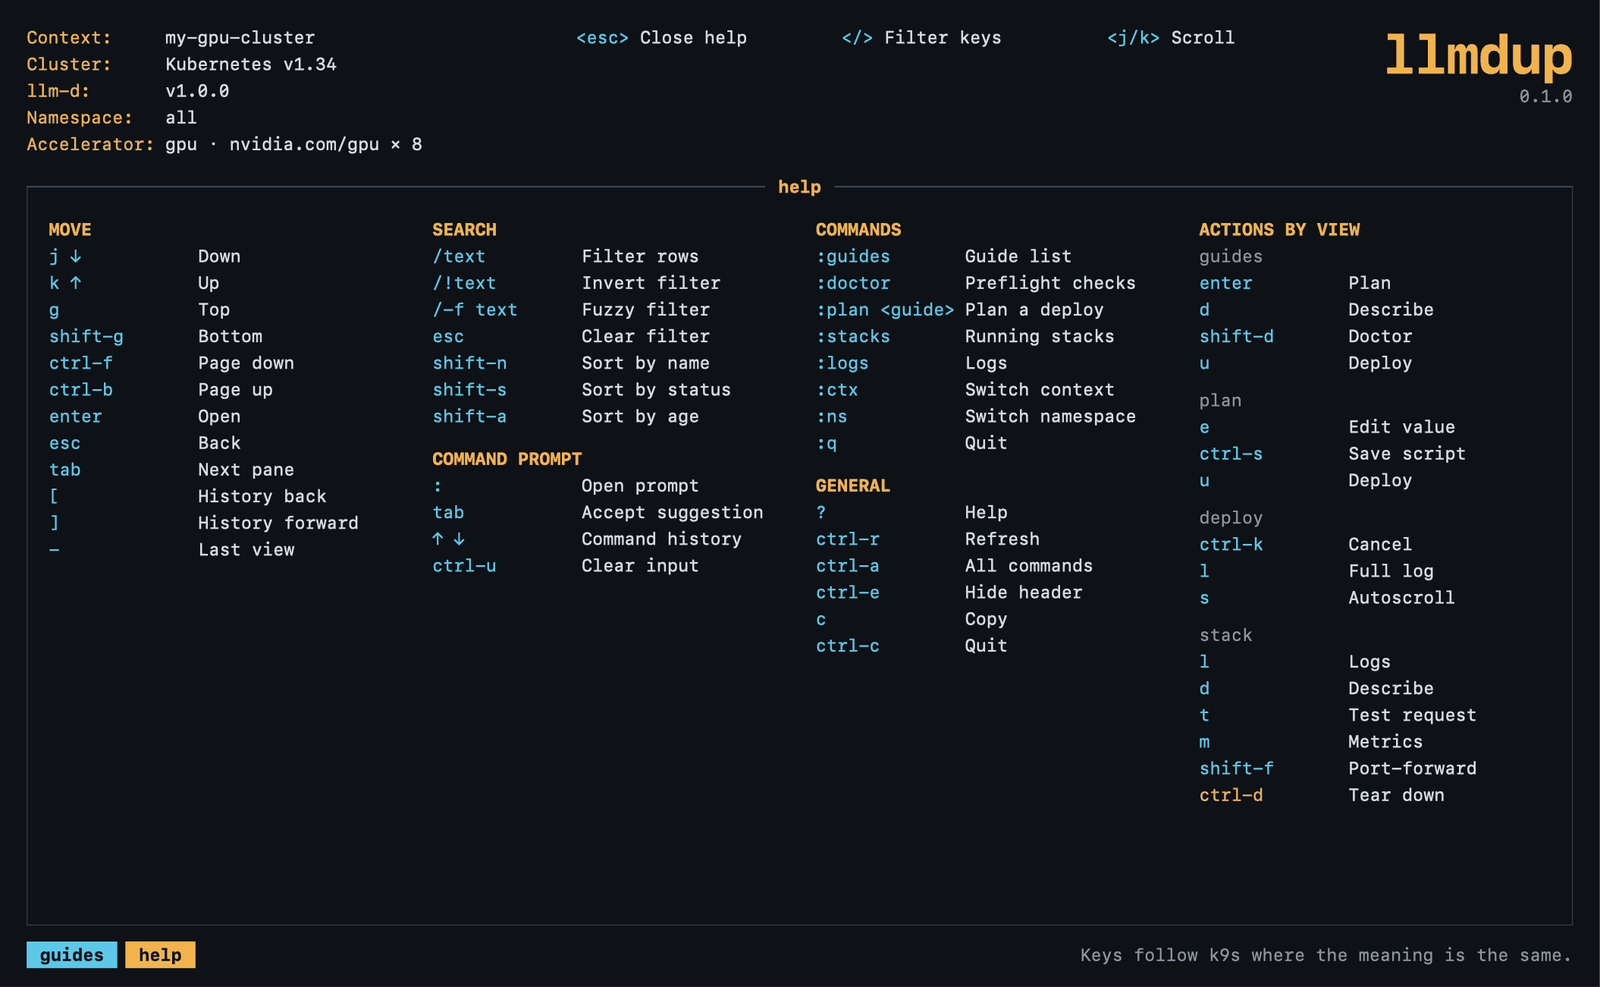 Context: my-gpu-cluster <esc> Close help </> Filter keys <j/k> Scroll llmdup
Cluster: Kubernetes v1.34
llm-d: v1.0.0 0.1.0
Namespace: all
Accelerator: gpu · nvidia.com/gpu × 8
help
MOVE
j ↓ Down
k ↑ Up
g Top
shift-g Bottom
ctrl-f Page down
ctrl-b Page up
enter Open
esc Back
tab Next pane
[ History back
] History forward
- Last view
SEARCH
/text Filter rows
/!text Invert filter
/-f text Fuzzy filter
esc Clear filter
shift-n Sort by name
shift-s Sort by status
shift-a Sort by age
COMMAND PROMPT
: Open prompt
tab Accept suggestion
↑ ↓ Command history
ctrl-u Clear input
COMMANDS
:guides Guide list
:doctor Preflight checks
:plan <guide> Plan a deploy
:stacks Running stacks
:logs Logs
:ctx Switch context
:ns Switch namespace
:q Quit
GENERAL
? Help
ctrl-r Refresh
ctrl-a All commands
ctrl-e Hide header
c Copy
ctrl-c Quit
ACTIONS BY VIEW
guides
enter Plan
d Describe
shift-d Doctor
u Deploy
plan
e Edit value
ctrl-s Save script
u Deploy
deploy
ctrl-k Cancel
l Full log
s Autoscroll
stack
l Logs
d Describe
t Test request
m Metrics
shift-f Port-forward
ctrl-d Tear down
guides help Keys follow k9s where the meaning is the same.